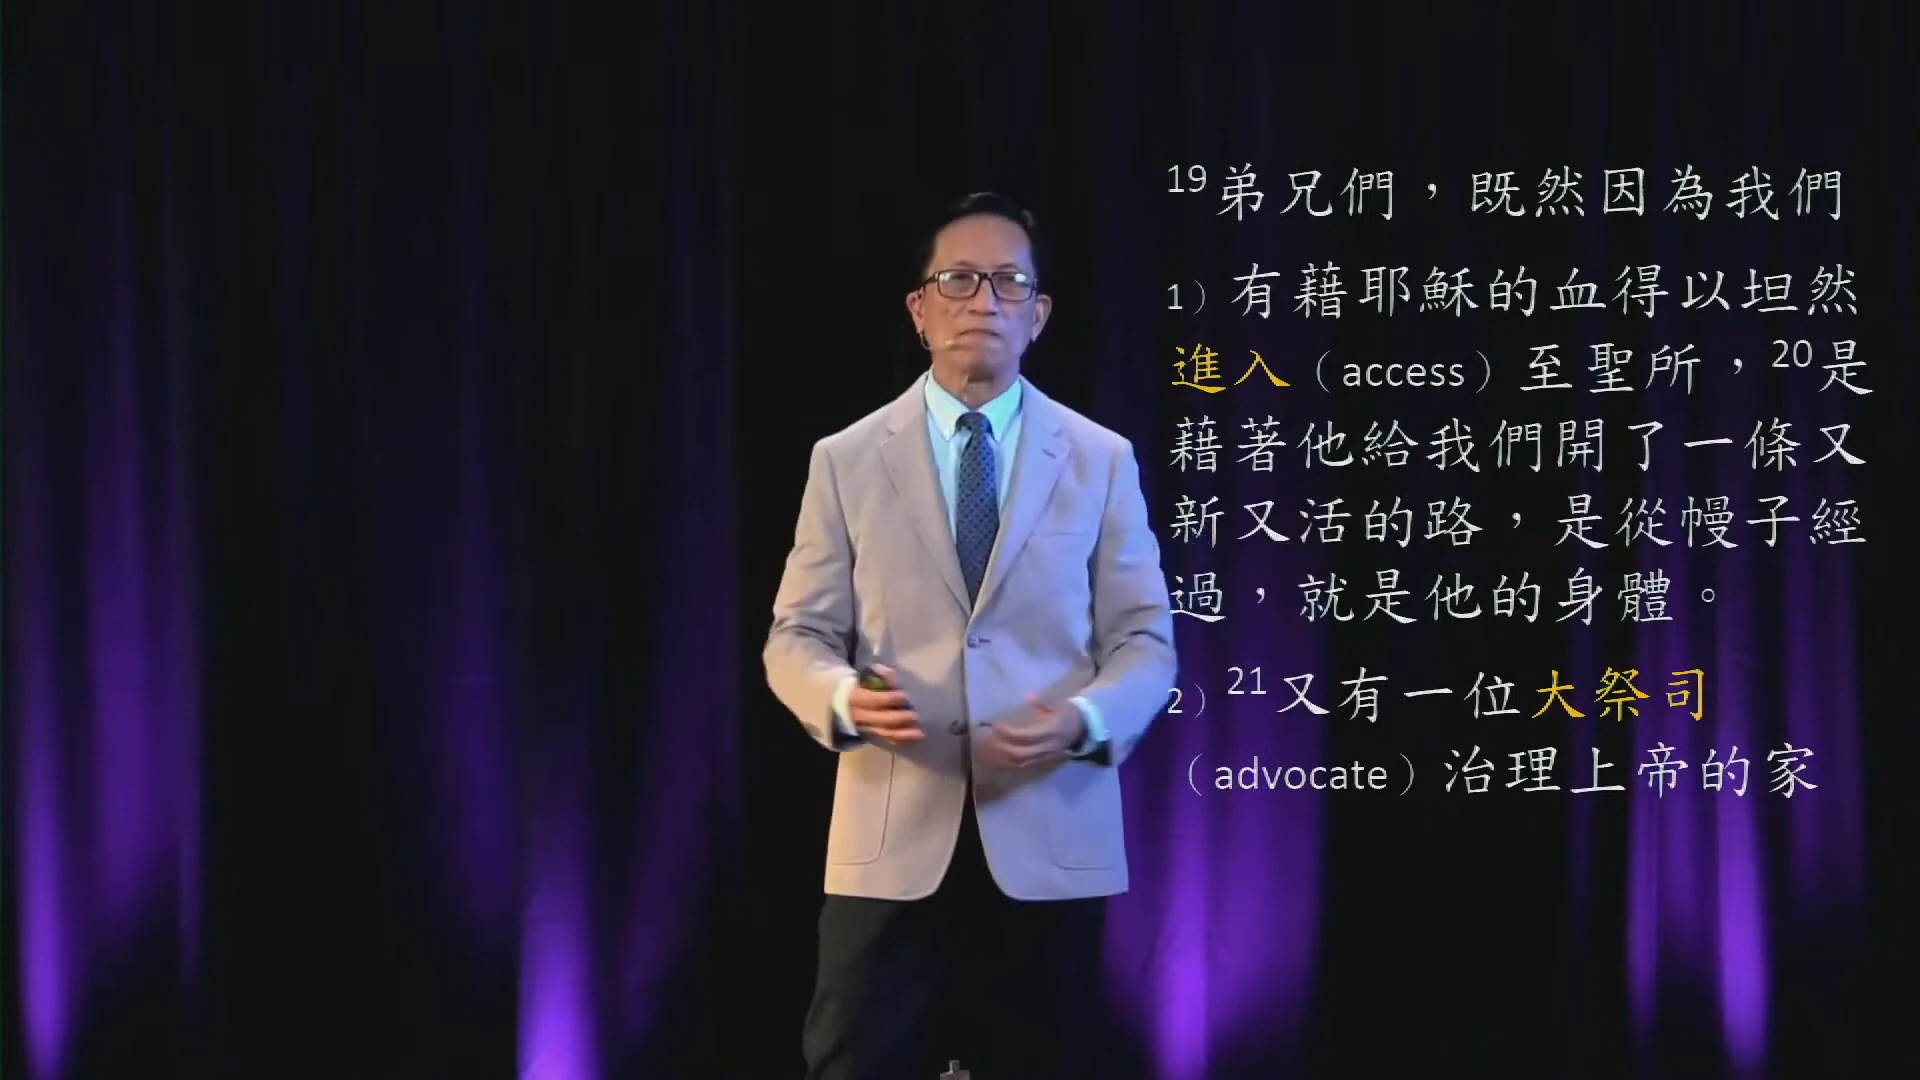 19弟兄們，既然因為我們
1）有藉耶穌的血得以坦然
進入（access）至聖所，20是
藉著他給我們開了一條又
新又活的路，是從幔子經
過，就是他的身體。
2）21又有一位大祭司
（advocate）治理上帝的家